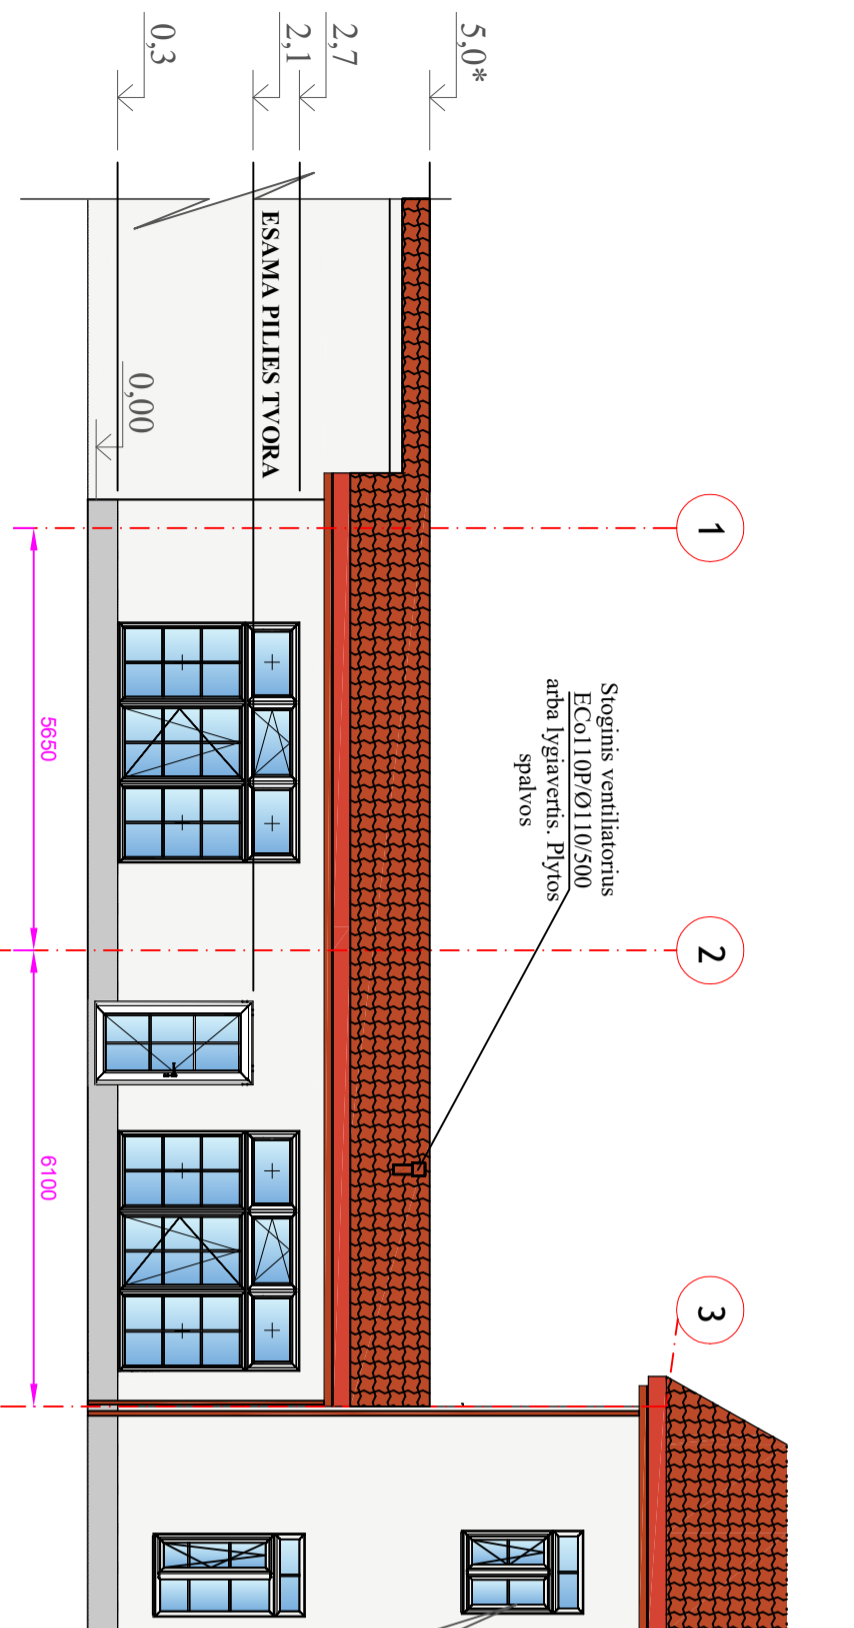 5,0*
2,7
2,1
0,3
0,00
ESAMA PILIES TVORA
1
2
3
Stoginis ventiliatorius
ECo110P/Ø110/500
arba lygiavertis. Plytos
spalvos
5650
6100